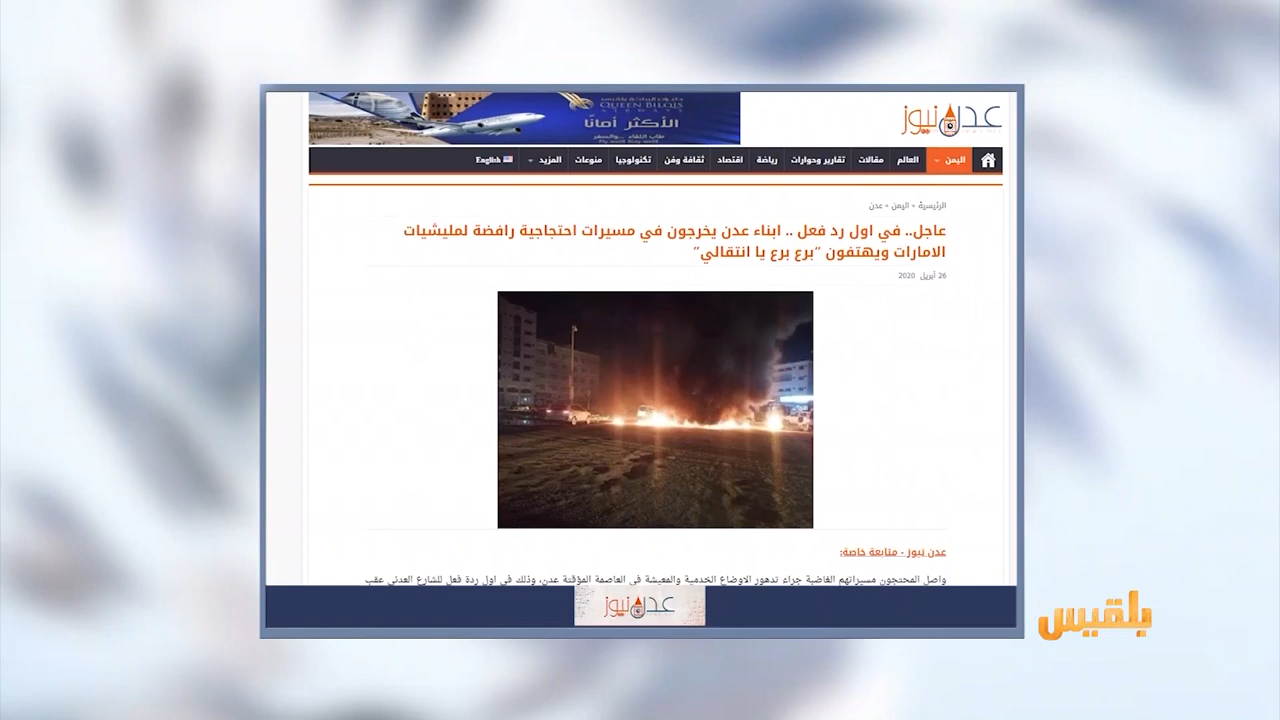 QUEEN BILQIS
AIRWAYS
الأكثر أمانًا
عدن نيوز
اليمن
العالم
مقالات
تقارير وحوارات
رياضة
اقتصاد
ثقافة وفن
تكنولوجيا
منوعات
المزيد
English
الرئيسية » اليمن » عدن
عاجل.. في اول رد فعل .. ابناء عدن يخرجون في مسيرات احتجاجية رافضة لمليشيات
الامارات ويهتفون “برع برع يا انتقالي”
26 أبريل 2020
عدن نيوز - متابعة خاصة:
واصل المحتجون مسيراتهم الغاضبة جراء تدهور الاوضاع الخدمية والمعيشة في العاصمة المؤقتة عدن، وذلك في اول ردة فعل للشارع العدني عقب
عدن نيوز
بلقيس